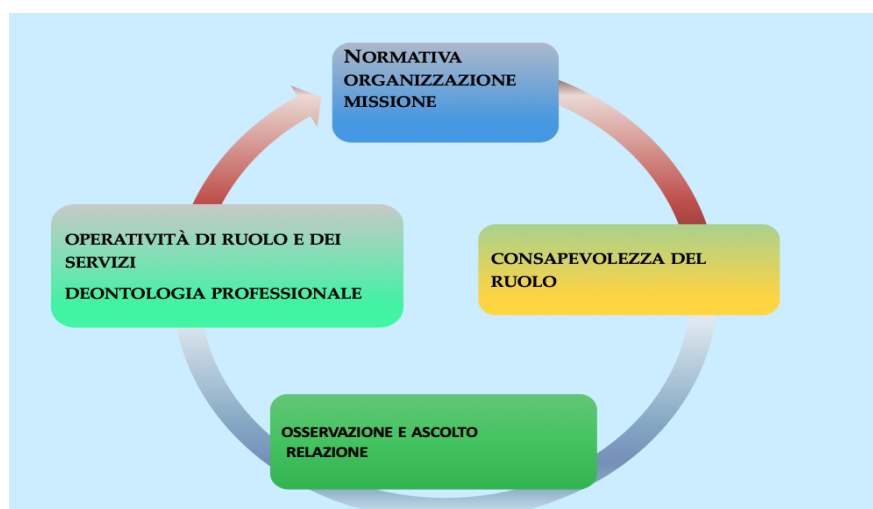 NORMATIVA
ORGANIZZAZIONE
MISSIONE
OPERATIVITÀ DI RUOLO E DEI
SERVIZI
DEONTOLOGIA PROFESSIONALE
CONSAPEVOLEZZA DEL
RUOLO
OSSERVAZIONE E ASCOLTO
RELAZIONE